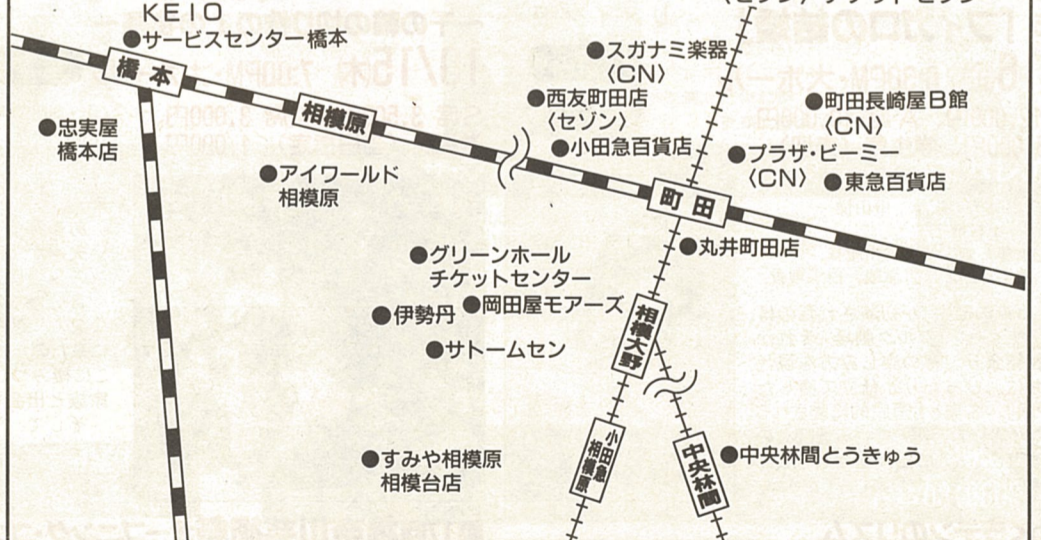 KEIO
●サービスセンター橋本
橋本
●忠実屋
橋本店
相模原
●アイワールド
相模原
●スガナミ楽器
〈CN〉
●西友町田店
〈セゾン〉
●小田急百貨店
●町田長崎屋B館
〈CN〉
●プラザ・ビーミー
〈CN〉
●東急百貨店
町田
●丸井町田店
●グリーンホール
チケットセンター
●岡田屋モアーズ
●伊勢丹
●サトームセン
相模大野
●すみや相模原
相模台店
小田急
相模原
中央林間
●中央林間とうきゅう